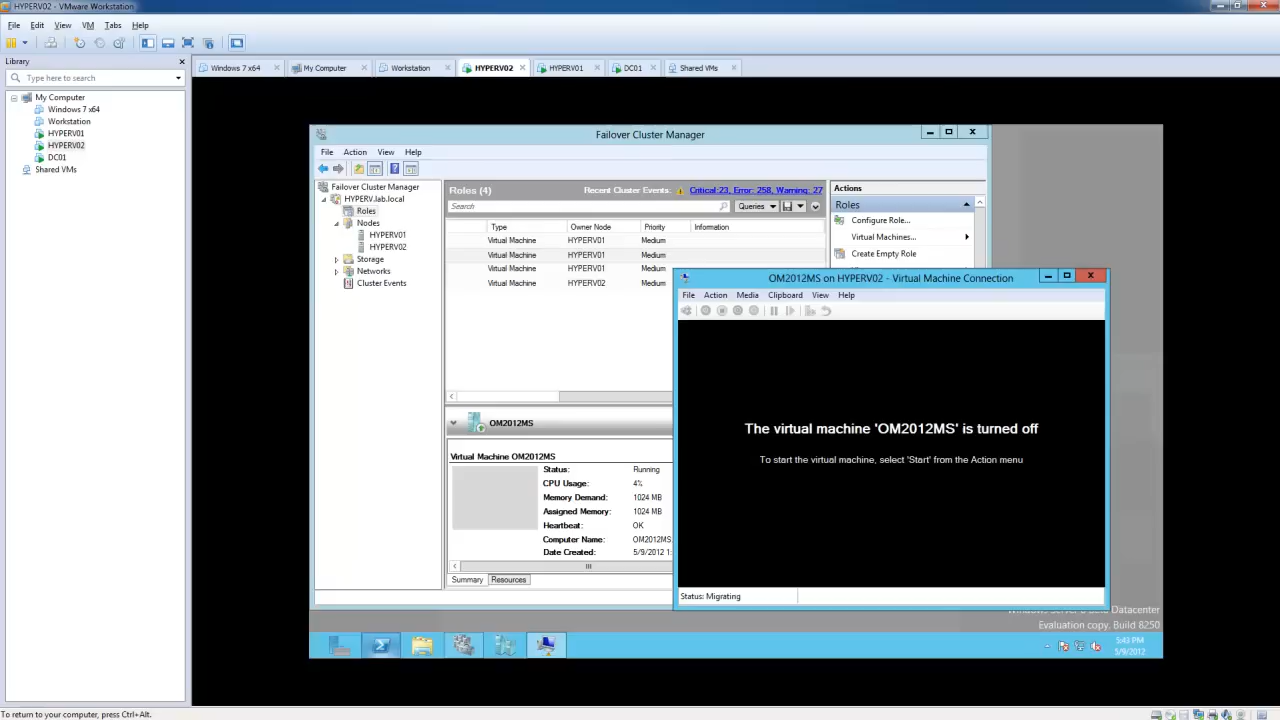 HYPERV02 - VMware Workstation
File Edit View VM Tabs Help
Library
Type here to search
My Computer
Windows 7 x64
Workstation
HYPERV01
HYPERV02
DC01
Shared VMs
Windows 7 x64 My Computer Workstation HYPERV02 HYPERV01 DC01 Shared VMs
Failover Cluster Manager
File Action View Help
Failover Cluster Manager
HYPERV.lab.local
Roles
Nodes
HYPERV01
HYPERV02
Storage
Networks
Cluster Events
Roles (4) Recent Cluster Events: Critical:23, Error: 258, Warning: 27
Search Queries
Type Owner Node Priority Information
Virtual Machine HYPERV01 Medium
Virtual Machine HYPERV01 Medium
Virtual Machine HYPERV01 Medium
Virtual Machine HYPERV02 Medium
Actions
Roles
Configure Role...
Virtual Machines...
Create Empty Role
OM2012MS
Virtual Machine OM2012MS
Status: Running
CPU Usage: 4%
Memory Demand: 1024 MB
Assigned Memory: 1024 MB
Heartbeat: OK
Computer Name: OM2012MS.
Date Created: 5/9/2012 1:
Summary Resources
OM2012MS on HYPERV02 - Virtual Machine Connection
File Action Media Clipboard View Help
The virtual machine 'OM2012MS' is turned off
To start the virtual machine, select 'Start' from the Action menu
Status: Migrating
Datacenter
Evaluation copy. Build 8250
5:43 PM
5/9/2012
To return to your computer, press Ctrl+Alt.